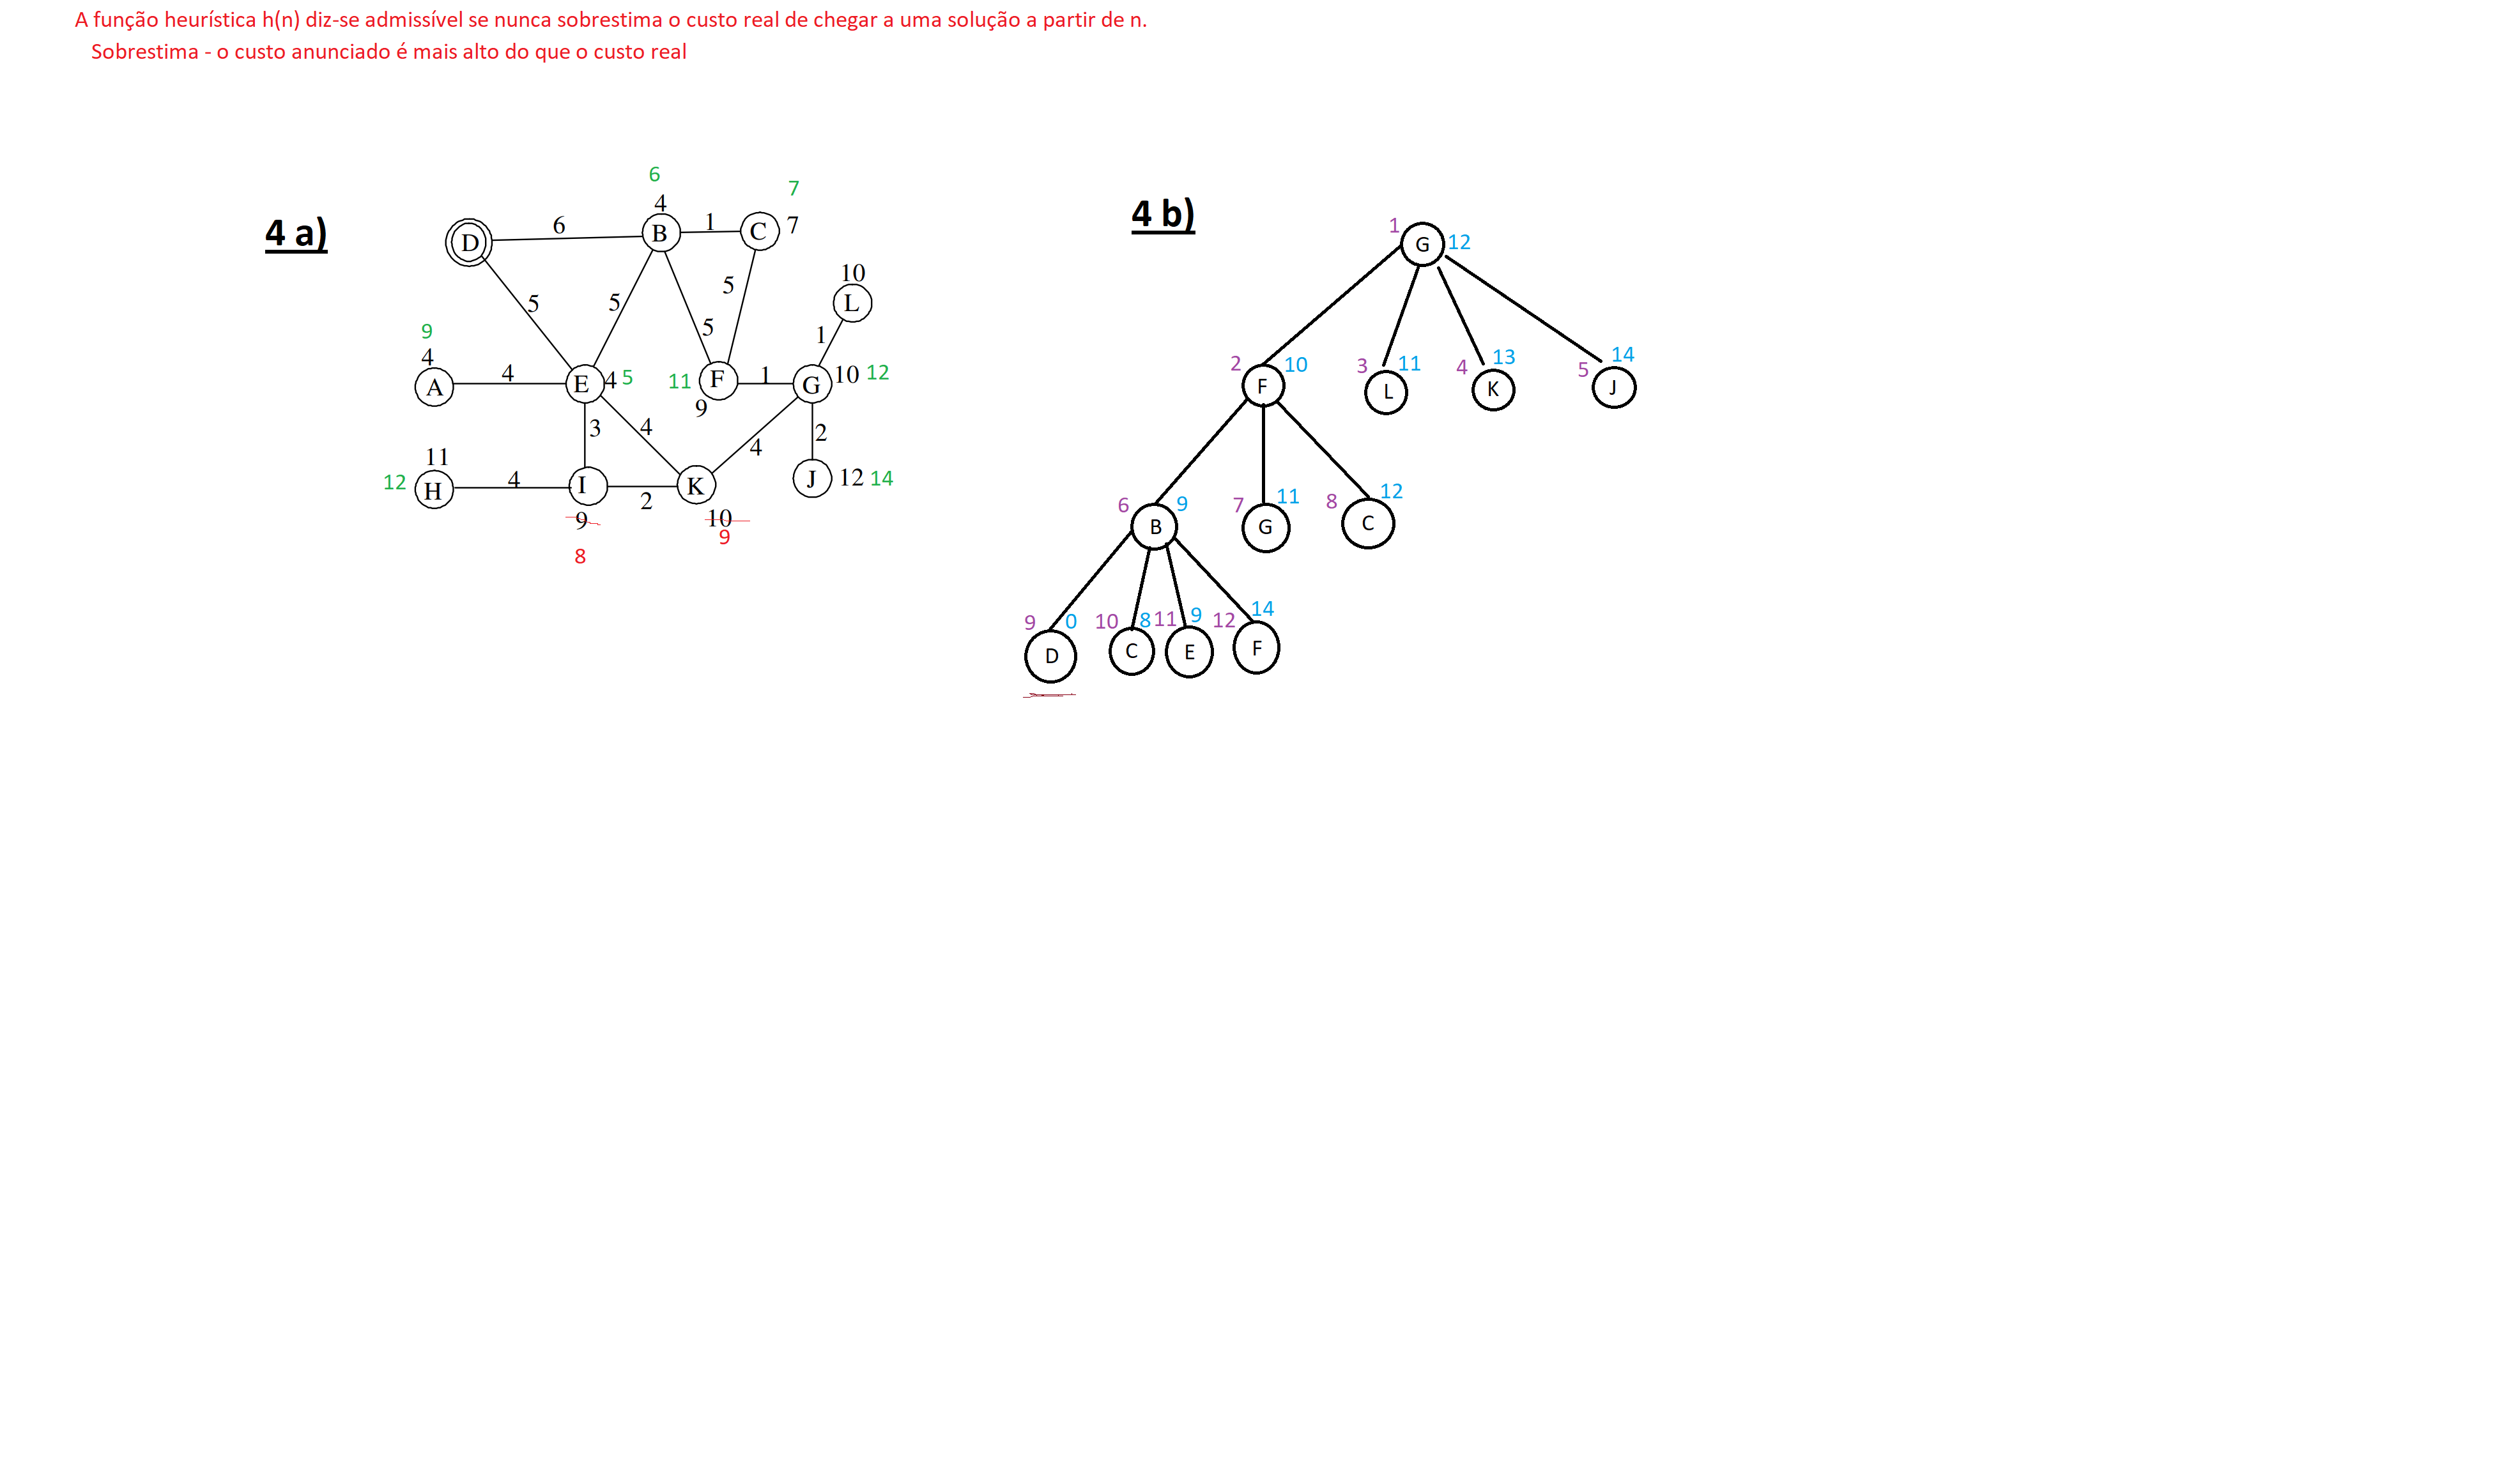 A função heurística h(n) diz-se admissível se nunca sobrestima o custo real de chegar a uma solução a partir de n.
Sobrestima - o custo anunciado é mais alto do que o custo real
4 a)
6
4
7
D
6
B
1
C
7
5
5
5
5
10
L
1
9
4
A
4
E
4
5
11
F
9
1
G
10
12
3
4
4
2
11
12
H
4
I
9
8
2
K
10
9
J
12
14
4 b)
1
G
12
2
F
10
3
L
11
4
K
13
5
J
14
6
B
9
7
G
11
8
C
12
9
D
0
10
C
8
11
E
9
12
F
14